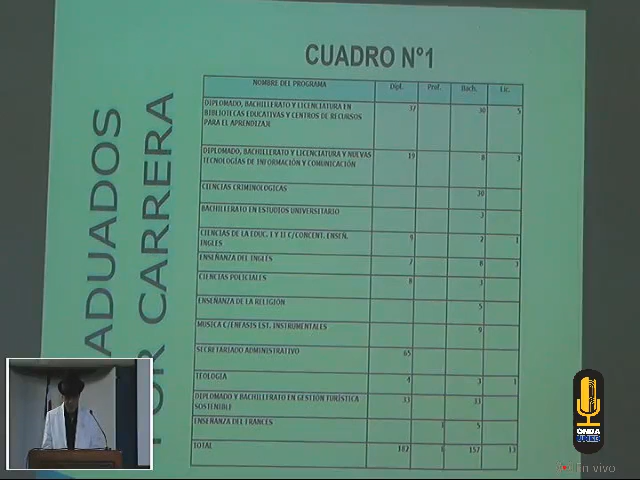 CUADRO N°1
ADUADOS
POR CARRERA
NOMBRE DEL PROGRAMA Dipl. Prof. Bach. Lic.
DIPLOMADO, BACHILLERATO Y LICENCIATURA EN 37 30 5
BIBLIOTECAS EDUCATIVAS Y CENTROS DE RECURSOS
PARA EL APRENDIZAJE
DIPLOMADO, BACHILLERATO Y LICENCIATURA Y NUEVAS 19 8 3
TECNOLOGÍAS DE INFORMACIÓN Y COMUNICACIÓN
CIENCIAS CRIMINOLOGICAS 30
BACHILLERATO EN ESTUDIOS UNIVERSITARIO 3
CIENCIAS DE LA EDUC. I Y II C/CONCENT. ENSEÑ. 9 2 1
INGLES
ENSEÑANZA DEL INGLÉS 7 8 3
CIENCIAS POLICIALES 8 3
ENSEÑANZA DE LA RELIGIÓN 5
MUSICA C/ENFASIS EST. INSTRUMENTALES 9
SECRETARIADO ADMINISTRATIVO 65
TEOLOGIA 4 3 1
DIPLOMADO Y BACHILLERATO EN GESTIÓN TURÍSTICA 33 33
SOSTENIBLE
ENSEÑANZA DEL FRANCES 1 5
TOTAL 182 1 157 13
ONDA
UNED
En vivo